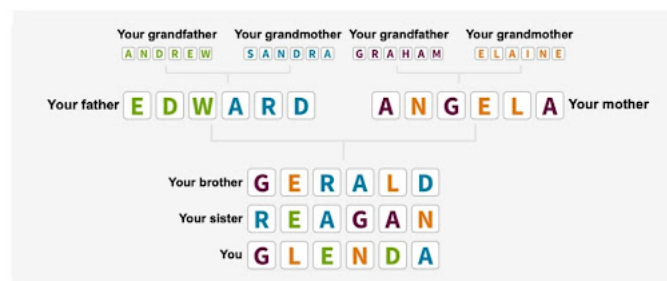 Your grandfather Your grandmother Your grandfather Your grandmother
ANDREW SANDRA GRAHAM ELAINE
Your father EDWARD ANGELA Your mother
Your brother GERALD
Your sister REAGAN
You GLENDA